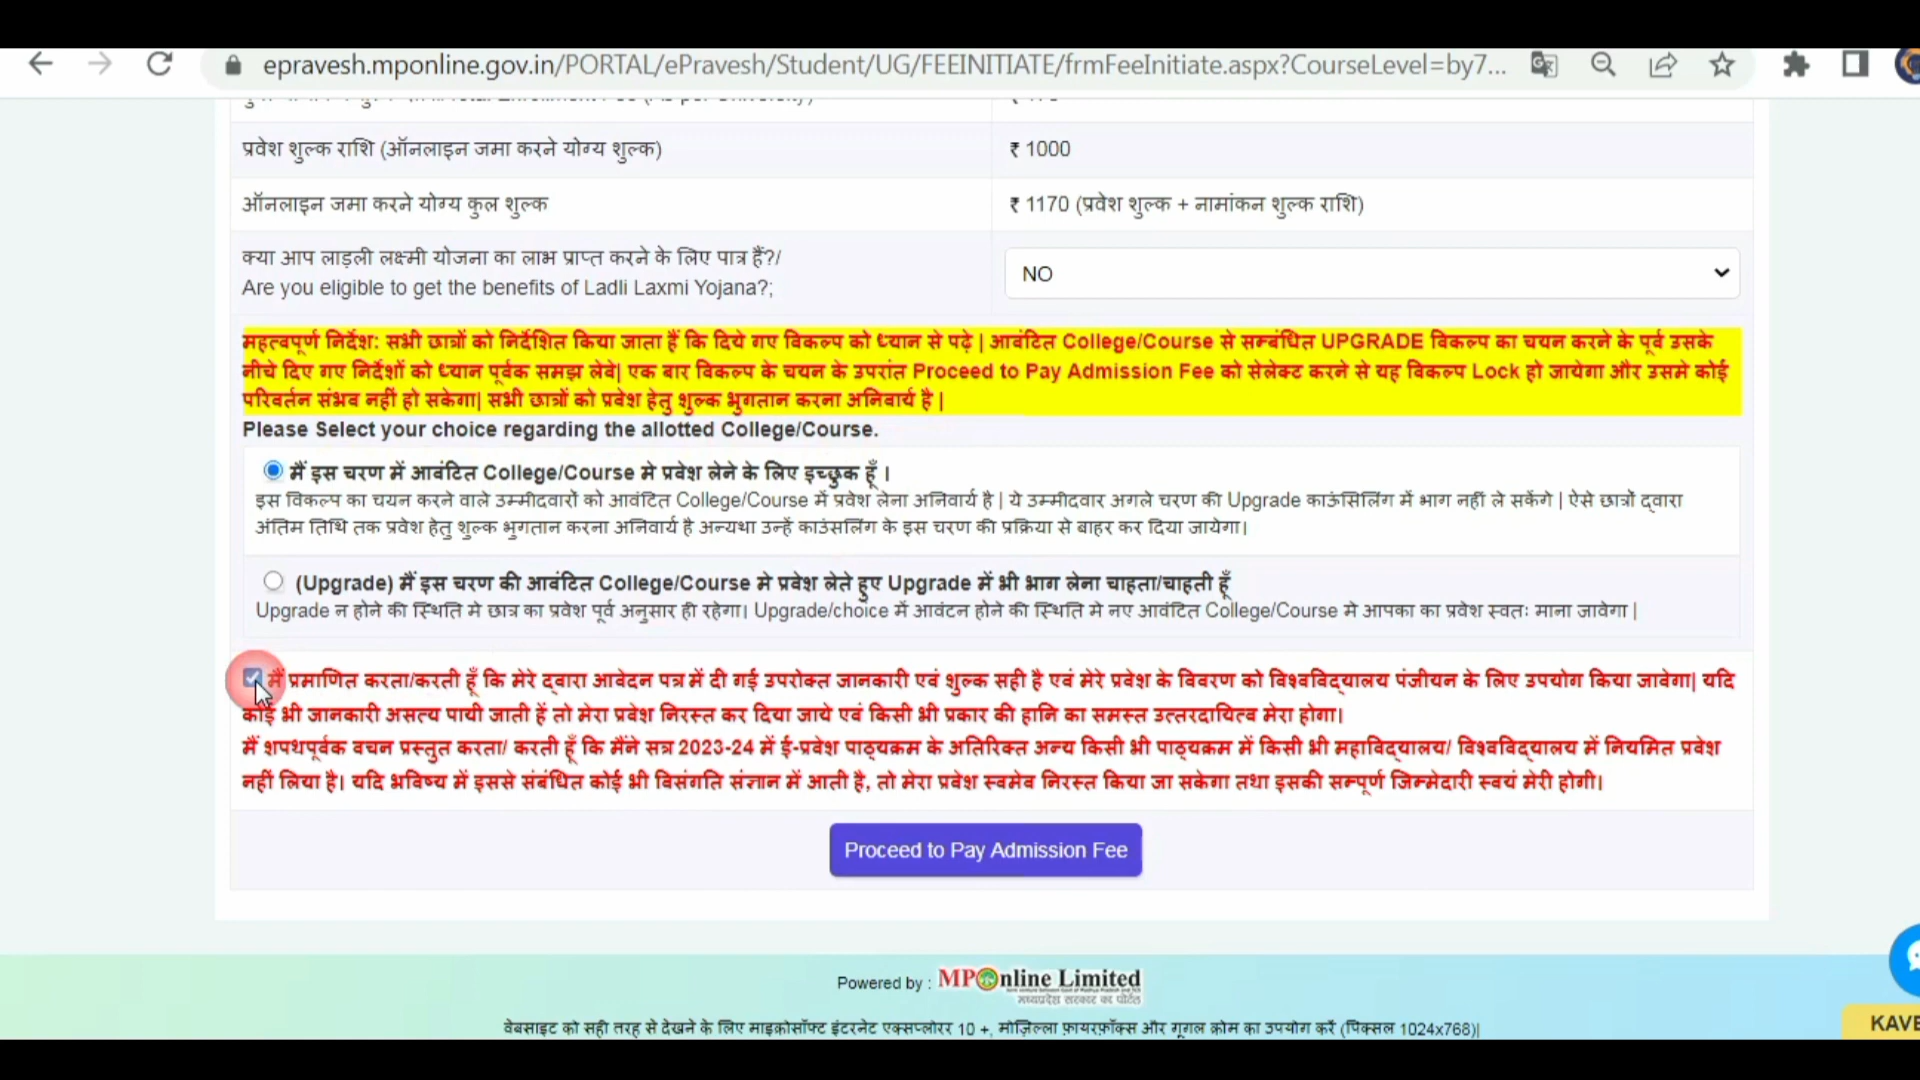 epravesh.mponline.gov.in/PORTAL/ePravesh/Student/UG/FEEINITIATE/frmFeeInitiate.aspx?CourseLevel=by7...
प्रवेश शुल्क राशि (ऑनलाइन जमा करने योग्य शुल्क)
₹ 1000
ऑनलाइन जमा करने योग्य कुल शुल्क
₹ 1170 (प्रवेश शुल्क + नामांकन शुल्क राशि)
क्या आप लाड़ली लक्ष्मी योजना का लाभ प्राप्त करने के लिए पात्र हैं?/
Are you eligible to get the benefits of Ladli Laxmi Yojana?;
NO
महत्वपूर्ण निर्देश: सभी छात्रों को निर्देशित किया जाता हैं कि दिये गए विकल्प को ध्यान से पढ़े | आवंटित College/Course से सम्बंधित UPGRADE विकल्प का चयन करने के पूर्व उसके
नीचे दिए गए निर्देशों को ध्यान पूर्वक समझ लेवे| एक बार विकल्प के चयन के उपरांत Proceed to Pay Admission Fee को सेलेक्ट करने से यह विकल्प Lock हो जायेगा और उसमे कोई
परिवर्तन संभव नहीं हो सकेगा| सभी छात्रों को प्रवेश हेतु शुल्क भुगतान करना अनिवार्य है |
Please Select your choice regarding the allotted College/Course.
मैं इस चरण में आवंटित College/Course मे प्रवेश लेने के लिए इच्छुक हूँ ।
इस विकल्प का चयन करने वाले उम्मीदवारों को आवंटित College/Course में प्रवेश लेना अनिवार्य है | ये उम्मीदवार अगले चरण की Upgrade काऊंसिलिंग में भाग नहीं ले सकेंगे | ऐसे छात्रों द्वारा
अंतिम तिथि तक प्रवेश हेतु शुल्क भुगतान करना अनिवार्य है अन्यथा उन्हें काउंसलिंग के इस चरण की प्रक्रिया से बाहर कर दिया जायेगा।
(Upgrade) मैं इस चरण की आवंटित College/Course मे प्रवेश लेते हुए Upgrade में भी भाग लेना चाहता/चाहती हूँ
Upgrade न होने की स्थिति मे छात्र का प्रवेश पूर्व अनुसार ही रहेगा। Upgrade/choice में आवंटन होने की स्थिति मे नए आवंटित College/Course मे आपका का प्रवेश स्वतः माना जावेगा |
मैं प्रमाणित करता/करती हूँ कि मेरे द्वारा आवेदन पत्र में दी गई उपरोक्त जानकारी एवं शुल्क सही है एवं मेरे प्रवेश के विवरण को विश्वविद्यालय पंजीयन के लिए उपयोग किया जावेगा| यदि
कोई भी जानकारी असत्य पायी जाती हें तो मेरा प्रवेश निरस्त कर दिया जाये एवं किसी भी प्रकार की हानि का समस्त उत्तरदायित्व मेरा होगा।
मैं शपथपूर्वक वचन प्रस्तुत करता/ करती हूँ कि मैंने सत्र 2023-24 में ई-प्रवेश पाठ्यक्रम के अतिरिक्त अन्य किसी भी पाठ्यक्रम में किसी भी महाविद्यालय/ विश्वविद्यालय में नियमित प्रवेश
नहीं लिया है। यदि भविष्य में इससे संबंधित कोई भी विसंगति संज्ञान में आती है, तो मेरा प्रवेश स्वमेव निरस्त किया जा सकेगा तथा इसकी सम्पूर्ण जिम्मेदारी स्वयं मेरी होगी।
Proceed to Pay Admission Fee
Powered by : MPOnline Limited
मध्यप्रदेश सरकार का पोर्टल
वेबसाइट को सही तरह से देखने के लिए माइक्रोसॉफ्ट इंटरनेट एक्सप्लोरर 10 +, मोज़िल्ला फ़ायरफ़ॉक्स और गूगल क्रोम का उपयोग करें (पिक्सल 1024x768)|